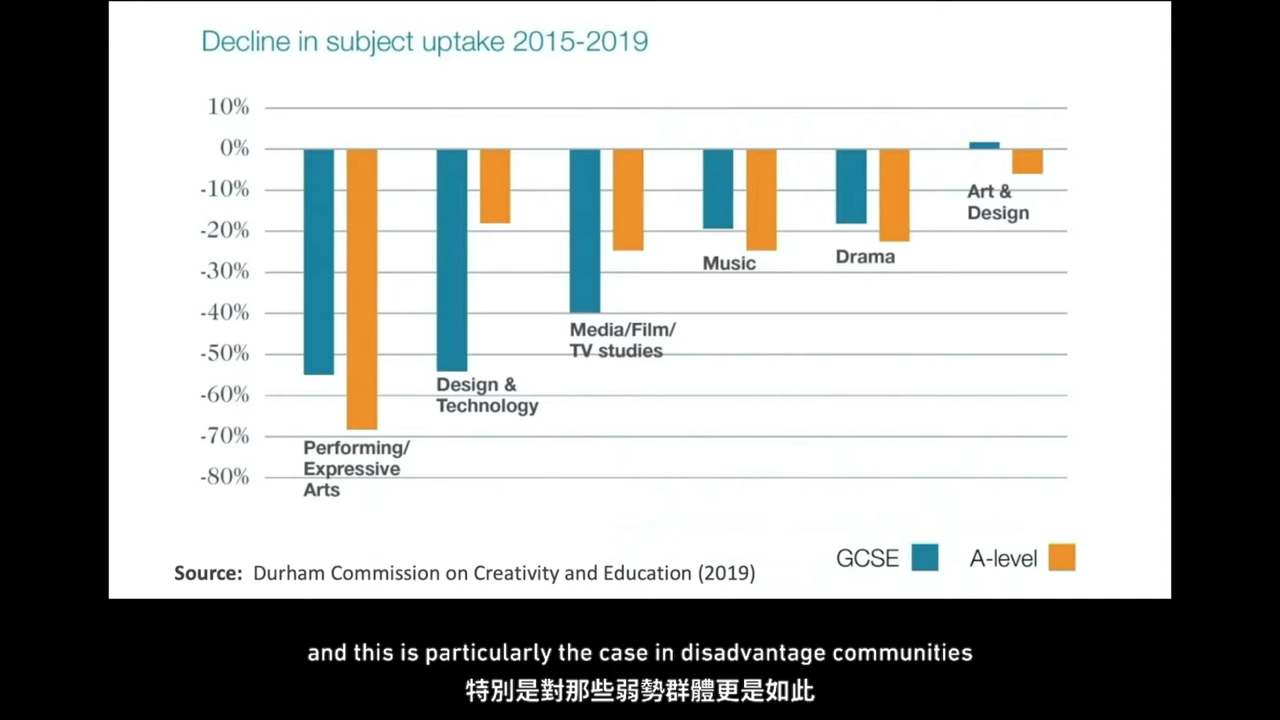 Decline in subject uptake 2015-2019
10%
0%
-10%
-20%
-30%
-40%
-50%
-60%
-70%
-80%
Performing/
Expressive
Arts
Design &
Technology
Media/Film/
TV studies
Music
Drama
Art &
Design
GCSE
A-level
Source: Durham Commission on Creativity and Education (2019)
and this is particularly the case in disadvantage communities
特別是對那些弱勢群體更是如此